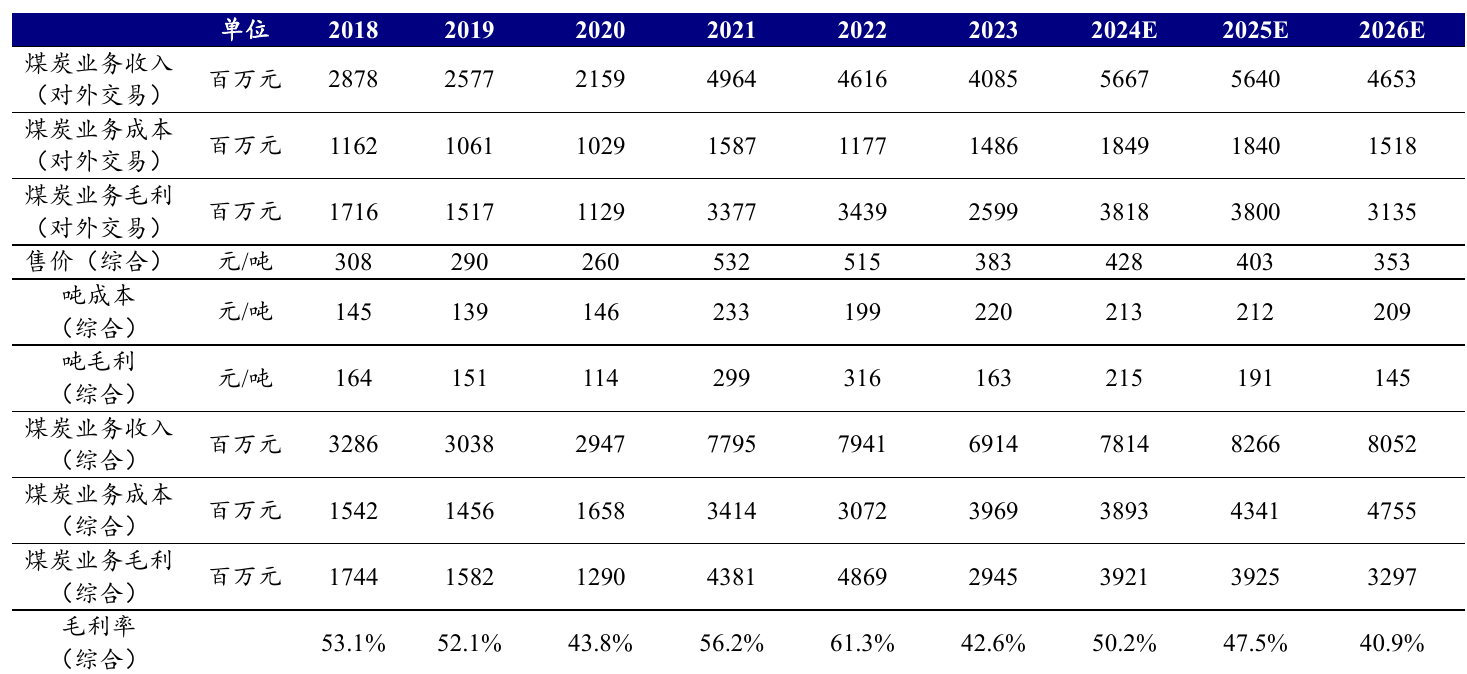 单位 2018 2019 2020 2021 2022 2023 2024E 2025E 2026E
煤炭业务收入
（对外交易） 百万元 2878 2577 2159 4964 4616 4085 5667 5640 4653
煤炭业务成本
（对外交易） 百万元 1162 1061 1029 1587 1177 1486 1849 1840 1518
煤炭业务毛利
（对外交易） 百万元 1716 1517 1129 3377 3439 2599 3818 3800 3135
售价（综合） 元/吨 308 290 260 532 515 383 428 403 353
吨成本
（综合） 元/吨 145 139 146 233 199 220 213 212 209
吨毛利
（综合） 元/吨 164 151 114 299 316 163 215 191 145
煤炭业务收入
（综合） 百万元 3286 3038 2947 7795 7941 6914 7814 8266 8052
煤炭业务成本
（综合） 百万元 1542 1456 1658 3414 3072 3969 3893 4341 4755
煤炭业务毛利
（综合） 百万元 1744 1582 1290 4381 4869 2945 3921 3925 3297
毛利率
（综合） 53.1% 52.1% 43.8% 56.2% 61.3% 42.6% 50.2% 47.5% 40.9%